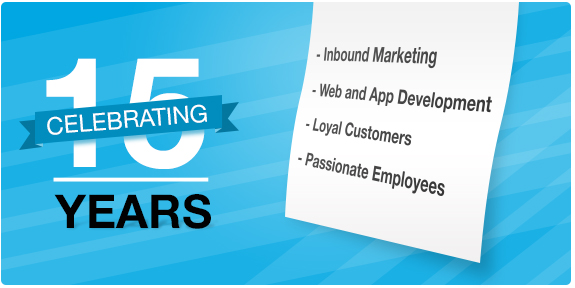 15
CELEBRATING
YEARS
- Inbound Marketing
- Web and App Development
- Loyal Customers
- Passionate Employees